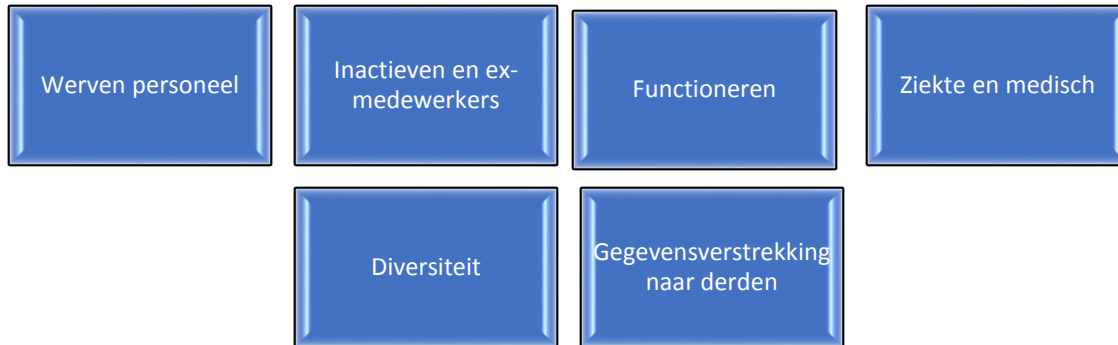 Werven personeel
Inactieven en ex-
medewerkers
Functioneren
Ziekte en medisch
Diversiteit
Gegevensverstrekking
naar derden